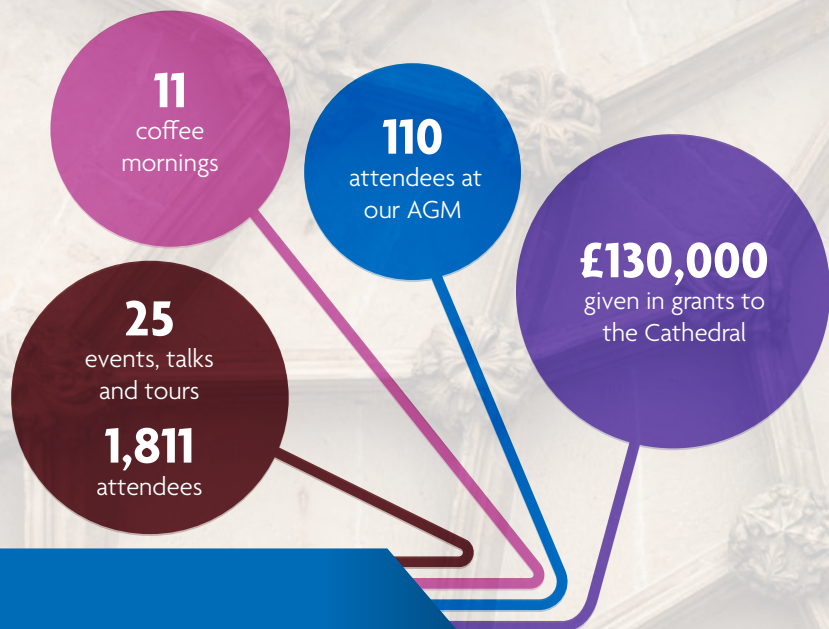 11
coffee
mornings
110
attendees at
our AGM
£130,000
given in grants to
the Cathedral
25
events, talks
and tours
1,811
attendees